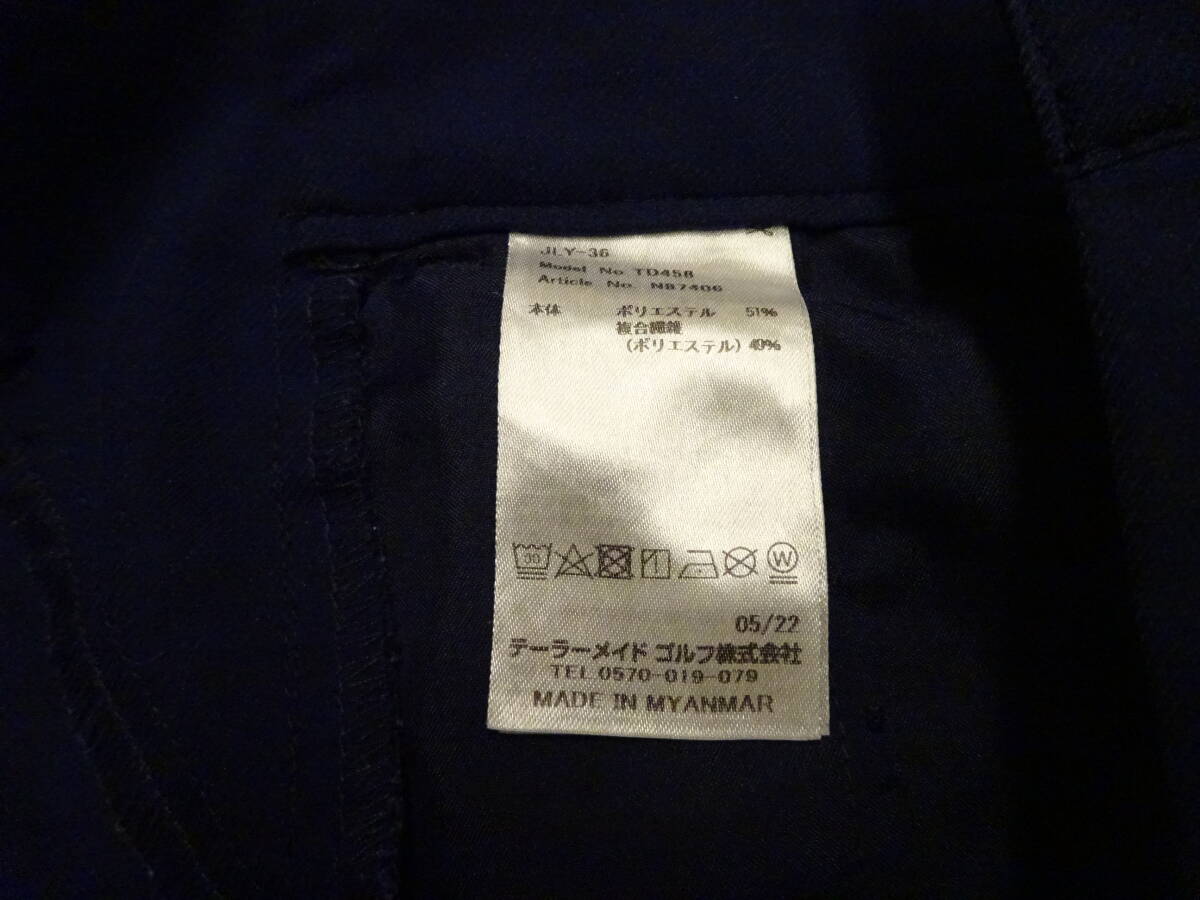 JLY-36
Model No TD458
Article No. N87406
本体 ポリエステル 51%
複合繊維
(ポリエステル) 49%
30
W
05/22
テーラーメイド ゴルフ株式会社
TEL 0570-019-079
MADE IN MYANMAR